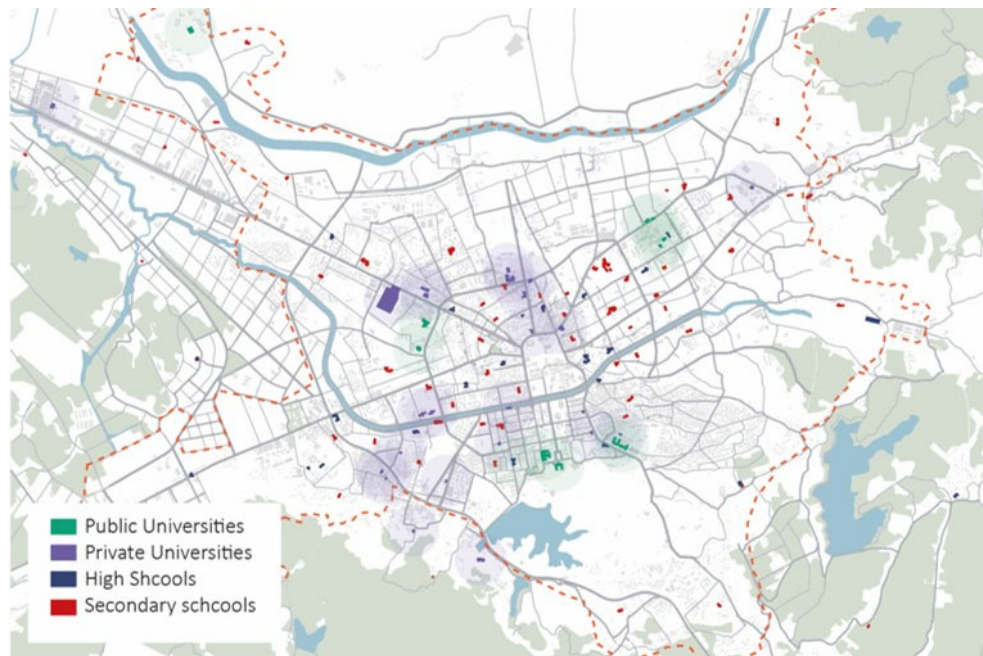 Public Universities
Private Universities
High Shcools
Secondary schcools